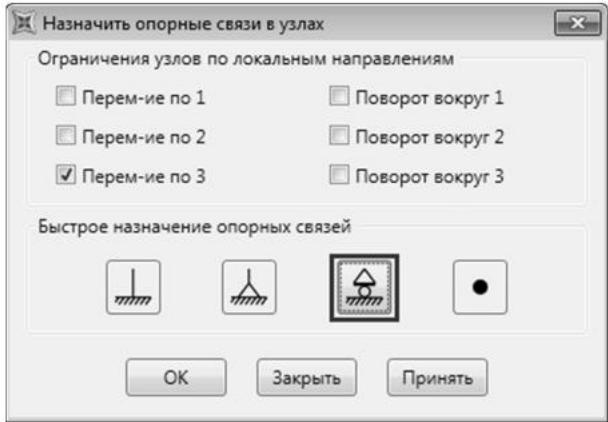 Назначить опорные связи в узлах
Ограничения узлов по локальным направлениям
Перем-ие по 1 Поворот вокруг 1
Перем-ие по 2 Поворот вокруг 2
Перем-ие по 3 Поворот вокруг 3
Быстрое назначение опорных связей
OK Закрыть Принять